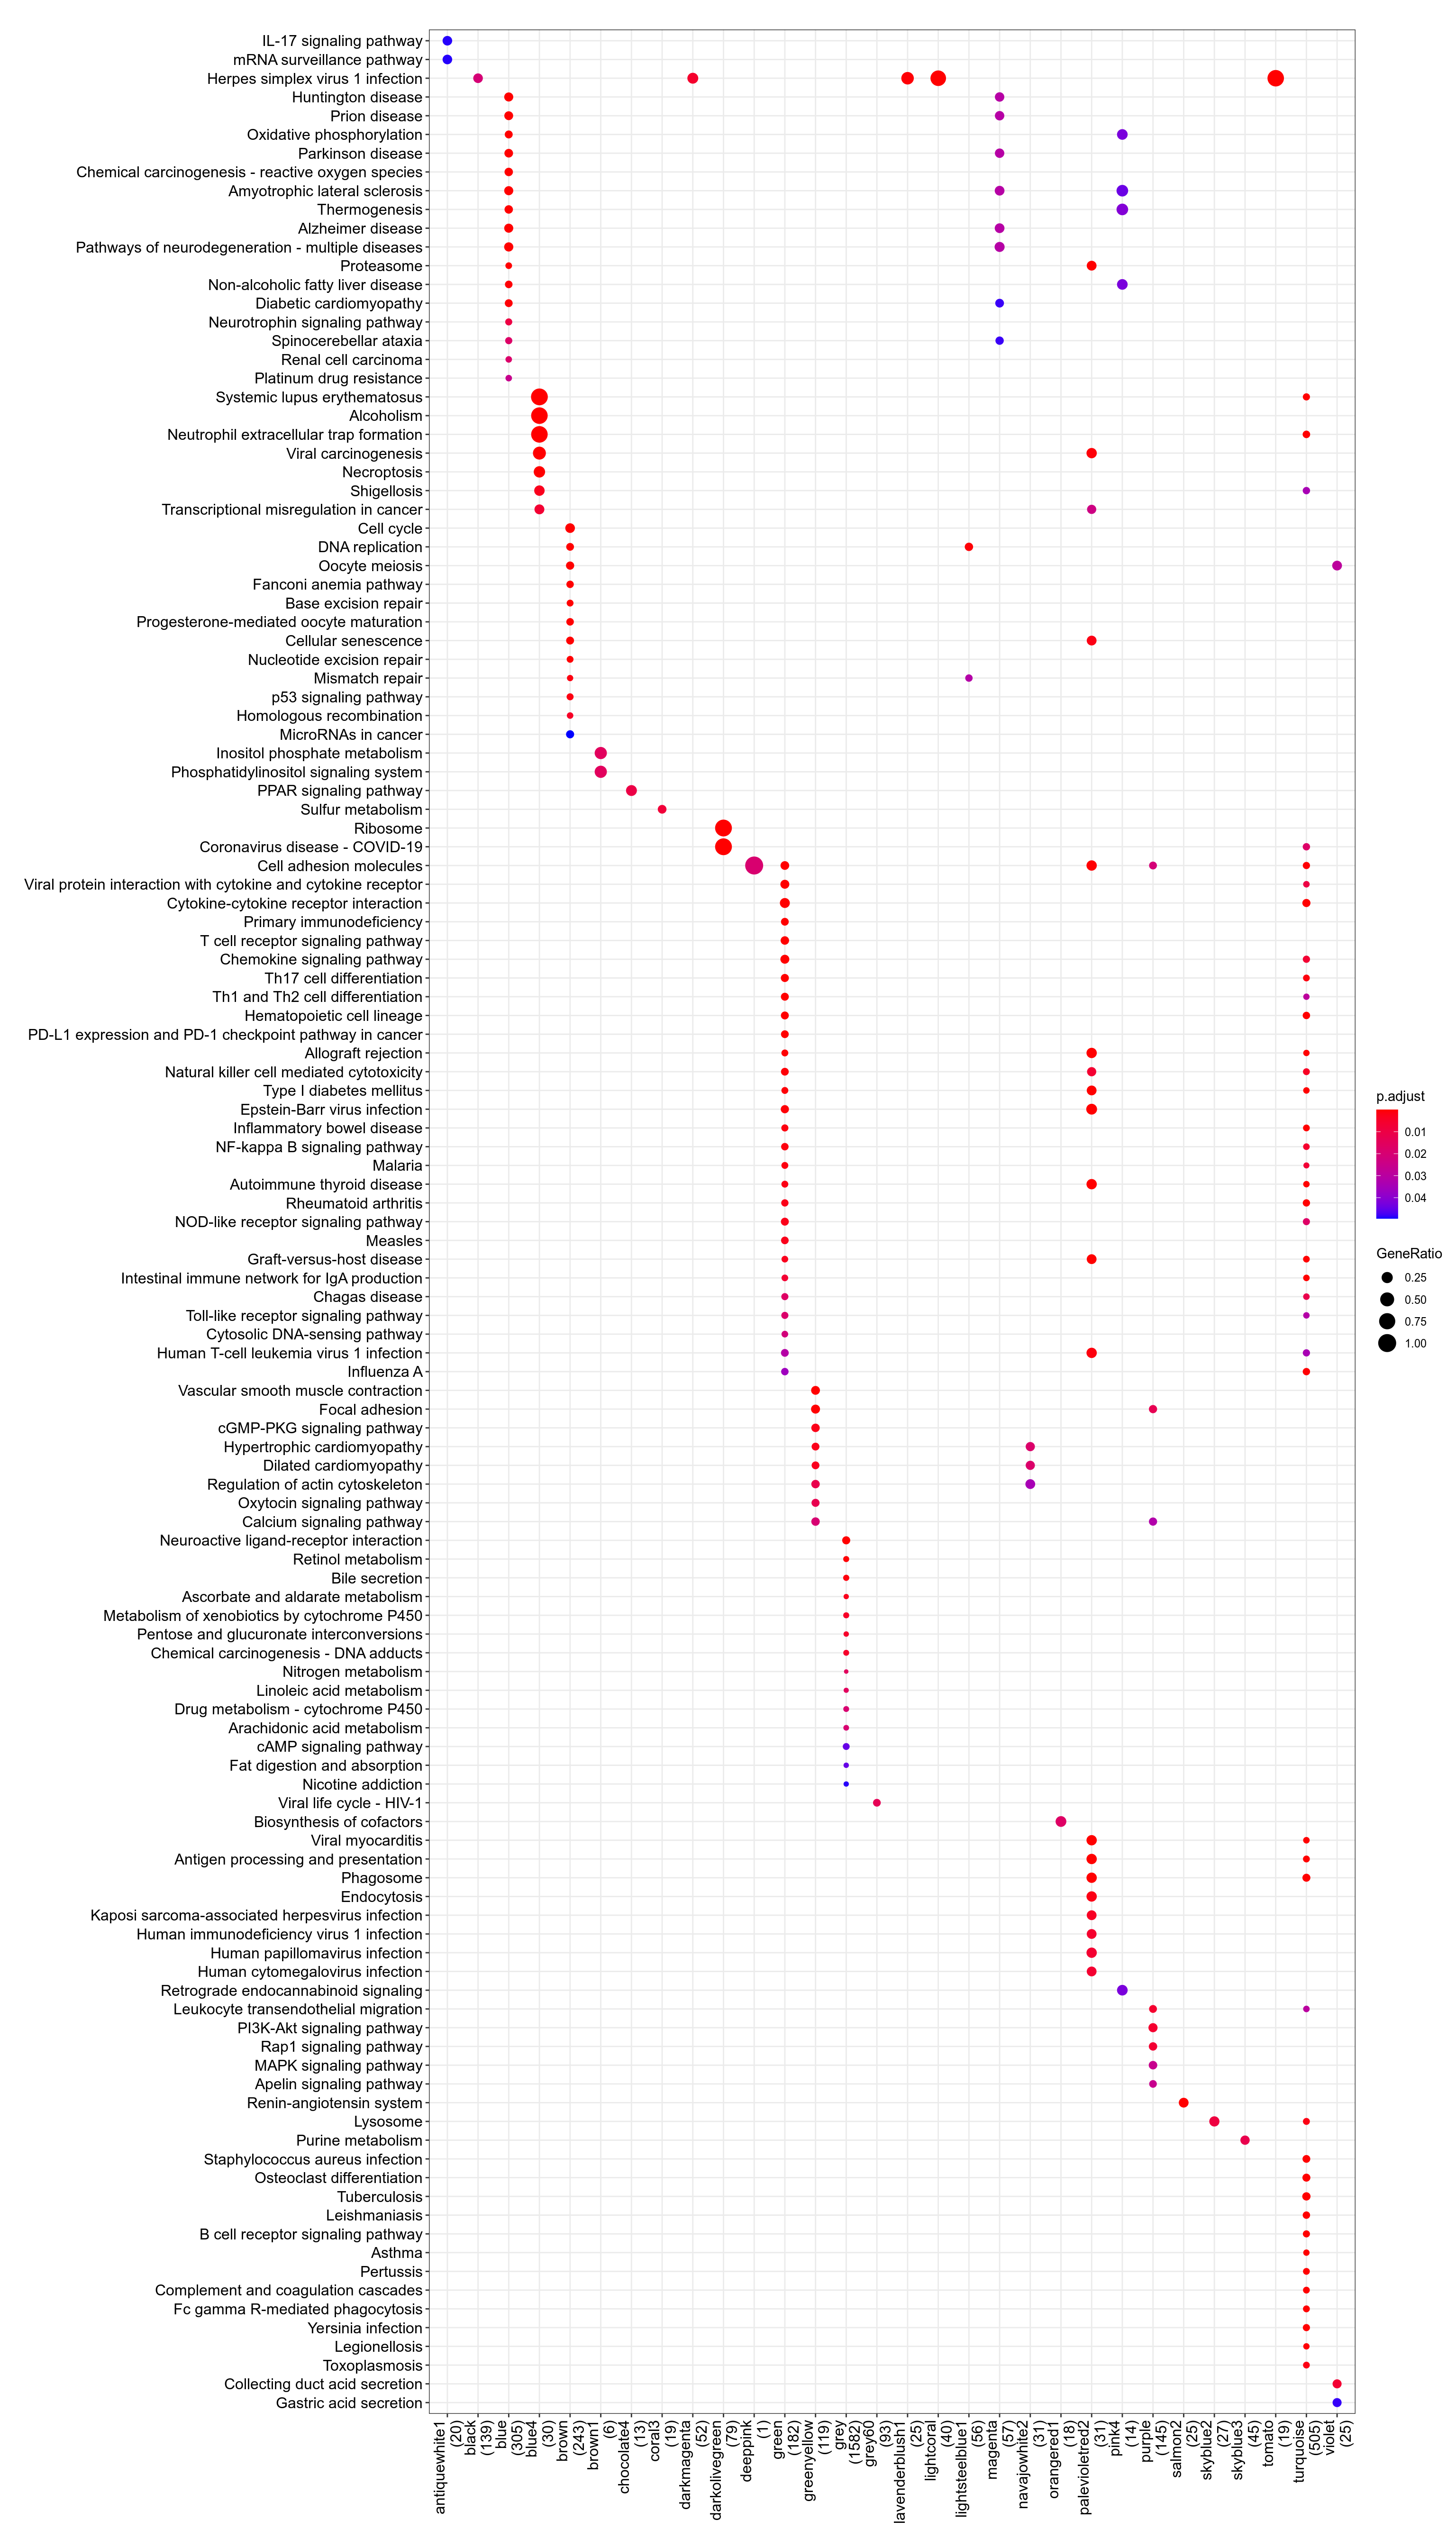 IL-17 signaling pathway
mRNA surveillance pathway
Herpes simplex virus 1 infection
Huntington disease
Prion disease
Oxidative phosphorylation
Parkinson disease
Chemical carcinogenesis - reactive oxygen species
Amyotrophic lateral sclerosis
Thermogenesis
Alzheimer disease
Pathways of neurodegeneration - multiple diseases
Proteasome
Non-alcoholic fatty liver disease
Diabetic cardiomyopathy
Neurotrophin signaling pathway
Spinocerebellar ataxia
Renal cell carcinoma
Platinum drug resistance
Systemic lupus erythematosus
Alcoholism
Neutrophil extracellular trap formation
Viral carcinogenesis
Necroptosis
Shigellosis
Transcriptional misregulation in cancer
Cell cycle
DNA replication
Oocyte meiosis
Fanconi anemia pathway
Base excision repair
Progesterone-mediated oocyte maturation
Cellular senescence
Nucleotide excision repair
Mismatch repair
p53 signaling pathway
Homologous recombination
MicroRNAs in cancer
Inositol phosphate metabolism
Phosphatidylinositol signaling system
PPAR signaling pathway
Sulfur metabolism
Ribosome
Coronavirus disease - COVID-19
Cell adhesion molecules
Viral protein interaction with cytokine and cytokine receptor
Cytokine-cytokine receptor interaction
Primary immunodeficiency
T cell receptor signaling pathway
Chemokine signaling pathway
Th17 cell differentiation
Th1 and Th2 cell differentiation
Hematopoietic cell lineage
PD-L1 expression and PD-1 checkpoint pathway in cancer
Allograft rejection
Natural killer cell mediated cytotoxicity
Type I diabetes mellitus
Epstein-Barr virus infection
Inflammatory bowel disease
NF-kappa B signaling pathway
Malaria
Autoimmune thyroid disease
Rheumatoid arthritis
NOD-like receptor signaling pathway
Measles
Graft-versus-host disease
Intestinal immune network for IgA production
Chagas disease
Toll-like receptor signaling pathway
Cytosolic DNA-sensing pathway
Human T-cell leukemia virus 1 infection
Influenza A
Vascular smooth muscle contraction
Focal adhesion
cGMP-PKG signaling pathway
Hypertrophic cardiomyopathy
Dilated cardiomyopathy
Regulation of actin cytoskeleton
Oxytocin signaling pathway
Calcium signaling pathway
Neuroactive ligand-receptor interaction
Retinol metabolism
Bile secretion
Ascorbate and aldarate metabolism
Metabolism of xenobiotics by cytochrome P450
Pentose and glucuronate interconversions
Chemical carcinogenesis - DNA adducts
Nitrogen metabolism
Linoleic acid metabolism
Drug metabolism - cytochrome P450
Arachidonic acid metabolism
cAMP signaling pathway
Fat digestion and absorption
Nicotine addiction
Viral life cycle - HIV-1
Biosynthesis of cofactors
Viral myocarditis
Antigen processing and presentation
Phagosome
Endocytosis
Kaposi sarcoma-associated herpesvirus infection
Human immunodeficiency virus 1 infection
Human papillomavirus infection
Human cytomegalovirus infection
Retrograde endocannabinoid signaling
Leukocyte transendothelial migration
PI3K-Akt signaling pathway
Rap1 signaling pathway
MAPK signaling pathway
Apelin signaling pathway
Renin-angiotensin system
Lysosome
Purine metabolism
Staphylococcus aureus infection
Osteoclast differentiation
Tuberculosis
Leishmaniasis
B cell receptor signaling pathway
Asthma
Pertussis
Complement and coagulation cascades
Fc gamma R-mediated phagocytosis
Yersinia infection
Legionellosis
Toxoplasmosis
Collecting duct acid secretion
Gastric acid secretion
antiquewhite1
(20)
black
(139)
blue
(305)
blue4
(30)
brown
(243)
brown1
(6)
chocolate4
(13)
coral3
(19)
darkmagenta
(52)
darkolivegreen
(79)
deeppink
(1)
green
(182)
greenyellow
(119)
grey
(1582)
grey60
(93)
lavenderblush1
(25)
lightcoral
(40)
lightsteelblue1
(56)
magenta
(57)
navajowhite2
(31)
orangered1
(18)
palevioletred2
(31)
pink4
(14)
purple
(145)
salmon2
(25)
skyblue2
(27)
skyblue3
(45)
tomato
(19)
turquoise
(505)
violet
(25)
p.adjust
0.01
0.02
0.03
0.04
GeneRatio
0.25
0.50
0.75
1.00